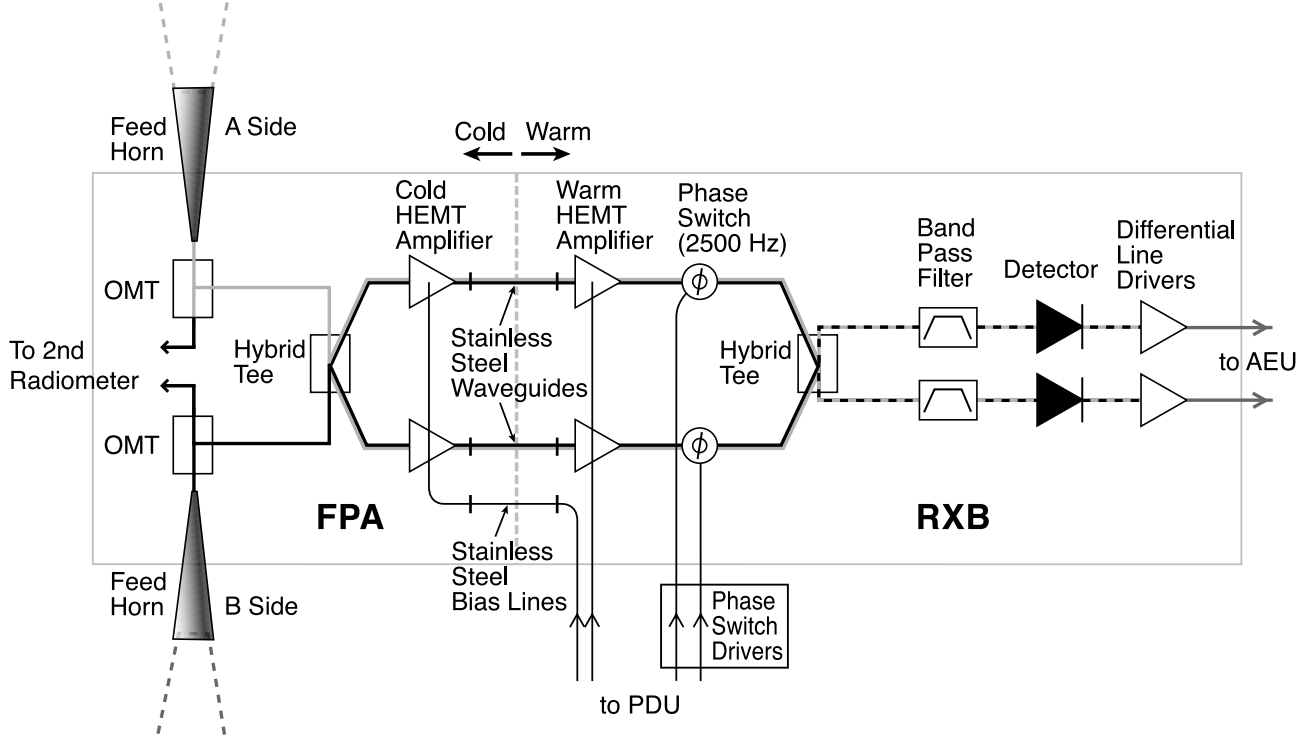 Feed
Horn
A Side
Cold
Warm
Cold
HEMT
Amplifier
Warm
HEMT
Amplifier
Phase
Switch
(2500 Hz)
Band
Pass
Filter
Detector
Differential
Line
Drivers
OMT
To 2nd
Radiometer
Hybrid
Tee
Stainless
Steel
Waveguides
ϕ
Hybrid
Tee
to AEU
OMT
ϕ
FPA
RXB
Stainless
Steel
Bias Lines
Feed
Horn
B Side
Phase
Switch
Drivers
to PDU